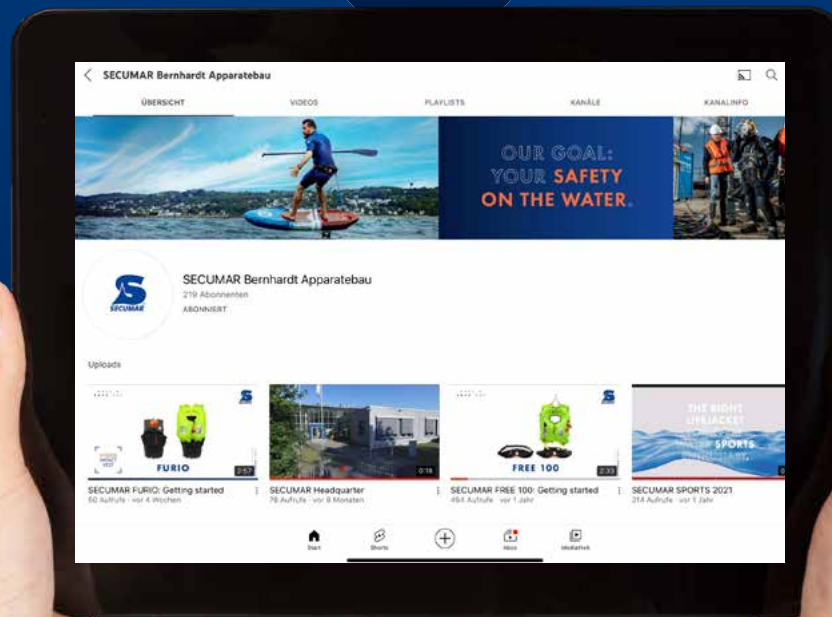 SECUMAR Bernhardt Apparatebau
ÜBERSICHT
VIDEOS
PLAYLISTS
KANÄLE
KANALINFO
OUR GOAL:
YOUR SAFETY
ON THE WATER.
SECUMAR
SECUMAR Bernhardt Apparatebau
219 Abonnenten
ABONNIERT
Uploads
FURIO
2:57
0:18
FREE 100
2:33
THE RIGHT
LIFEJACKET
SPORTS
SECUMAR FURIO: Getting started
50 Aufrufe · vor 4 Wochen
SECUMAR Headquarter
76 Aufrufe · vor 8 Monaten
SECUMAR FREE 100: Getting started
464 Aufrufe · vor 1 Jahr
SECUMAR SPORTS 2021
214 Aufrufe · vor 1 Jahr
Start
Shorts
Abos
Mediathek